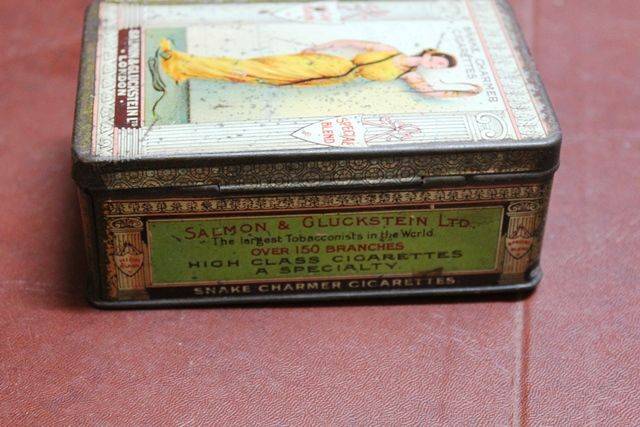 SNAKE CHARMER
CIGARETTES
SALMON & GLUCKSTEIN LTD
• LONDON •
SPECIAL
BLEND
SALMON & GLUCKSTEIN LTD.
The largest Tobacconists in the World.
OVER 150 BRANCHES
HIGH CLASS CIGARETTES
A SPECIALTY.
SNAKE CHARMER CIGARETTES